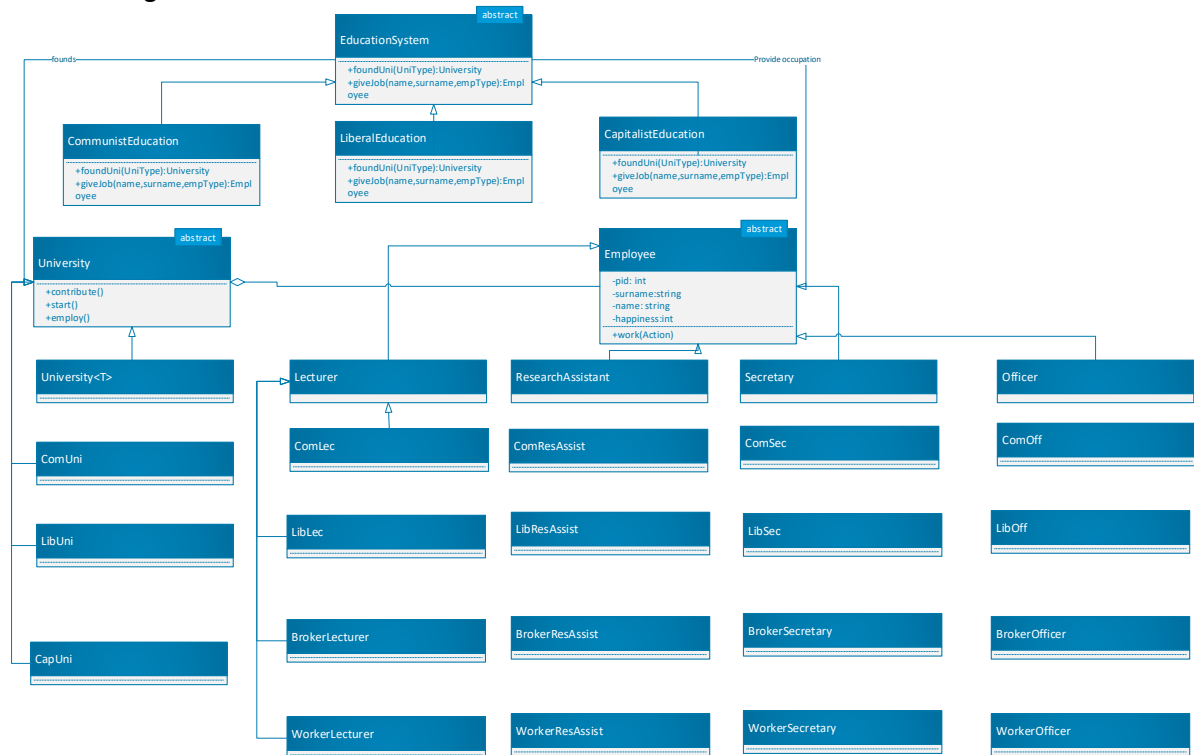 abstract
EducationSystem
founds
Provide occupation
+foundUni(UniType):University
+giveJob(name,surname,empType):Empl
oyee
CommunistEducation
+foundUni(UniType):University
+giveJob(name,surname,empType):Empl
oyee
LiberalEducation
+foundUni(UniType):University
+giveJob(name,surname,empType):Empl
oyee
CapitalistEducation
+foundUni(UniType):University
+giveJob(name,surname,empType):Empl
oyee
abstract
University
+contribute()
+start()
+employ()
abstract
Employee
-pid: int
-surname:string
-name: string
-happiness:int
+work(Action)
University<T>
Lecturer
ResearchAssistant
Secretary
Officer
ComUni
ComLec
ComResAssist
ComSec
ComOff
LibUni
LibLec
LibResAssist
LibSec
LibOff
CapUni
BrokerLecturer
BrokerResAssist
BrokerSecretary
BrokerOfficer
WorkerLecturer
WorkerResAssist
WorkerSecretary
WorkerOfficer